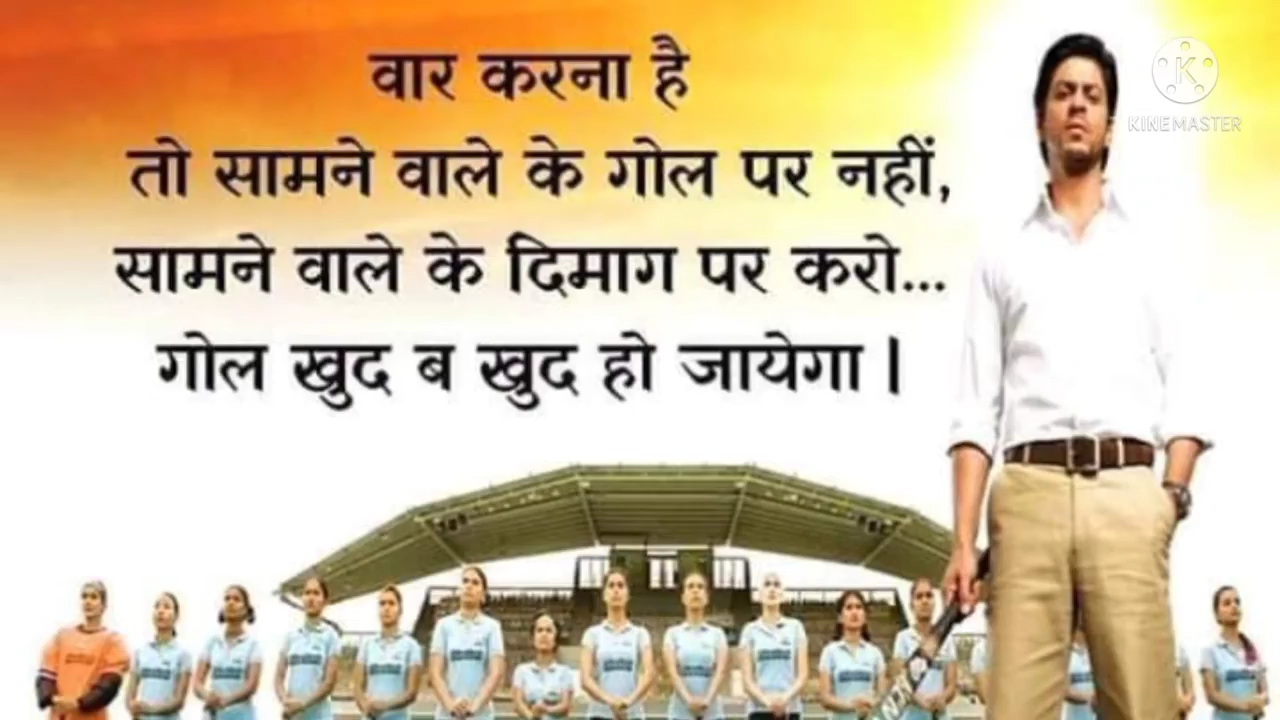 वार करना है
तो सामने वाले के गोल पर नहीं,
सामने वाले के दिमाग पर करो...
गोल खुद ब खुद हो जायेगा |
K
KINEMASTER